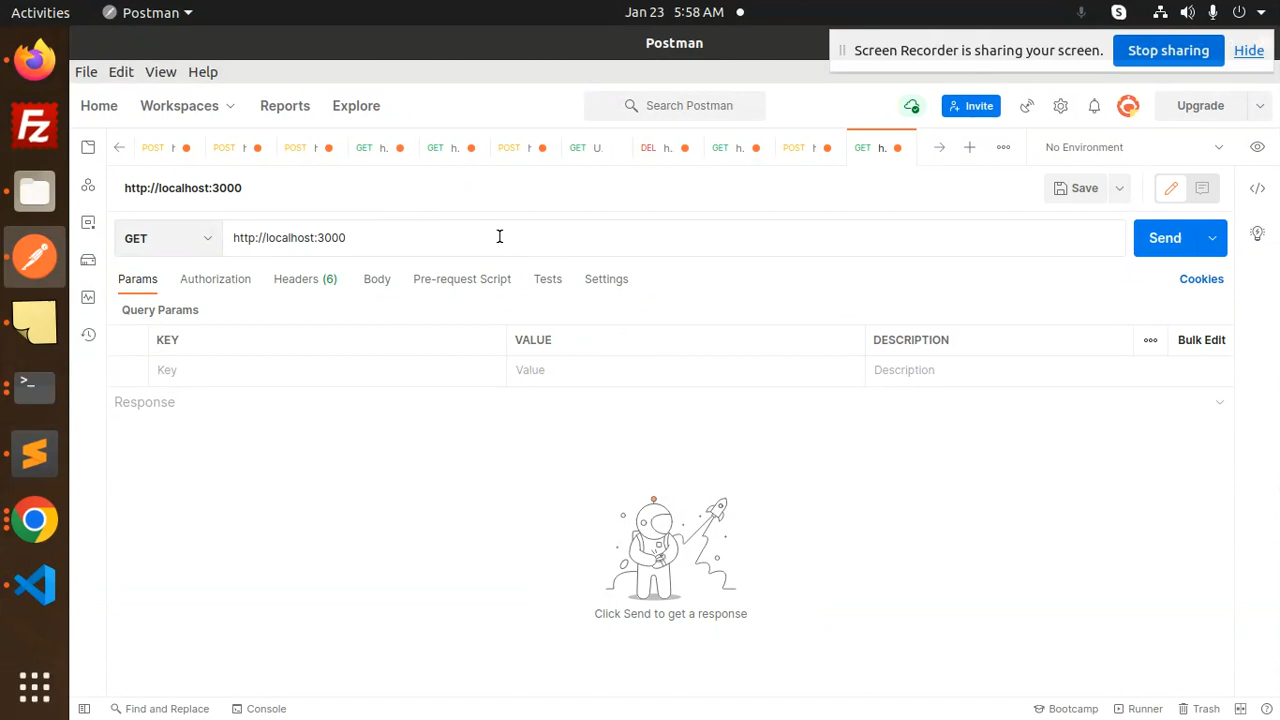 Activities Postman Jan 23 5:58 AM
Postman
Screen Recorder is sharing your screen. Stop sharing Hide
File Edit View Help
Home Workspaces Reports Explore Search Postman Invite Upgrade
POST h POST h POST h GET h. GET h. POST h GET U. DEL h. GET h. POST h GET h. No Environment
http://localhost:3000 Save
GET http://localhost:3000 Send
Params Authorization Headers (6) Body Pre-request Script Tests Settings Cookies
Query Params
KEY VALUE DESCRIPTION Bulk Edit
Key Value Description
Response
Click Send to get a response
Find and Replace Console Bootcamp Runner Trash